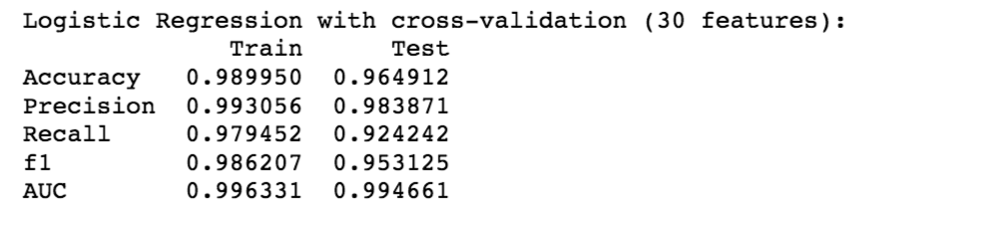 Logistic Regression with cross-validation (30 features):
Train Test
Accuracy 0.989950 0.964912
Precision 0.993056 0.983871
Recall 0.979452 0.924242
f1 0.986207 0.953125
AUC 0.996331 0.994661